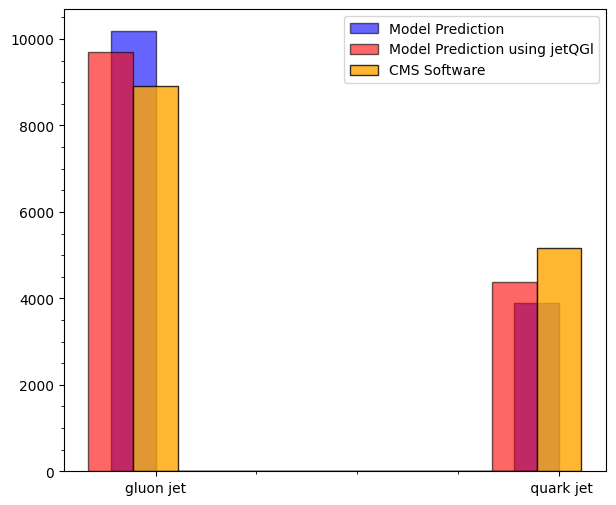 Model Prediction
Model Prediction using jetQGl
CMS Software
10000
8000
6000
4000
2000
0
gluon jet
quark jet